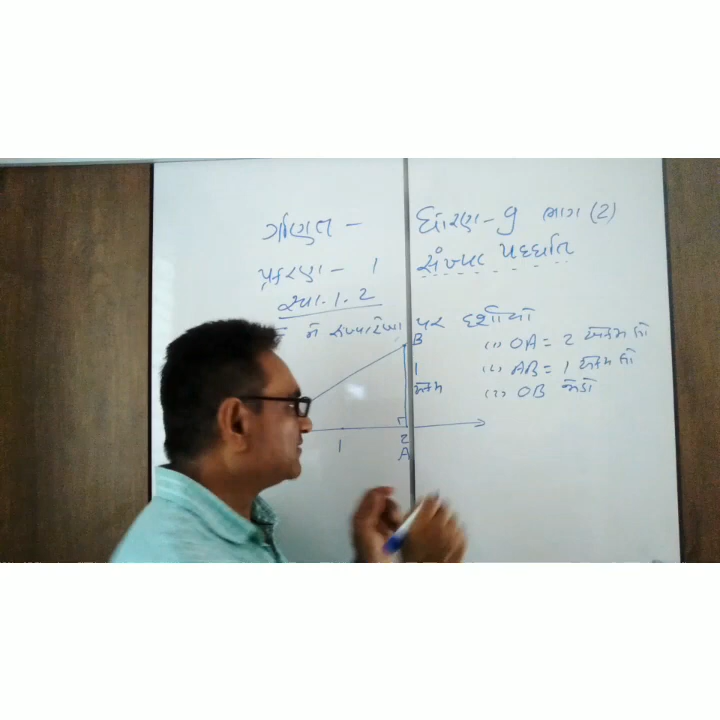 ગણિત - ધોરણ - 9 ભાગ (2)
પ્રકરણ - 1 સંખ્યા પદ્ધતિ
સ્વા. 1.2
ને સંખ્યારેખા પર દર્શાવો
B (1) OA = 2 એકમ લો
1 (2) AB = 1 એકમ લો
એકમ (3) OB જોડો
1 2
A